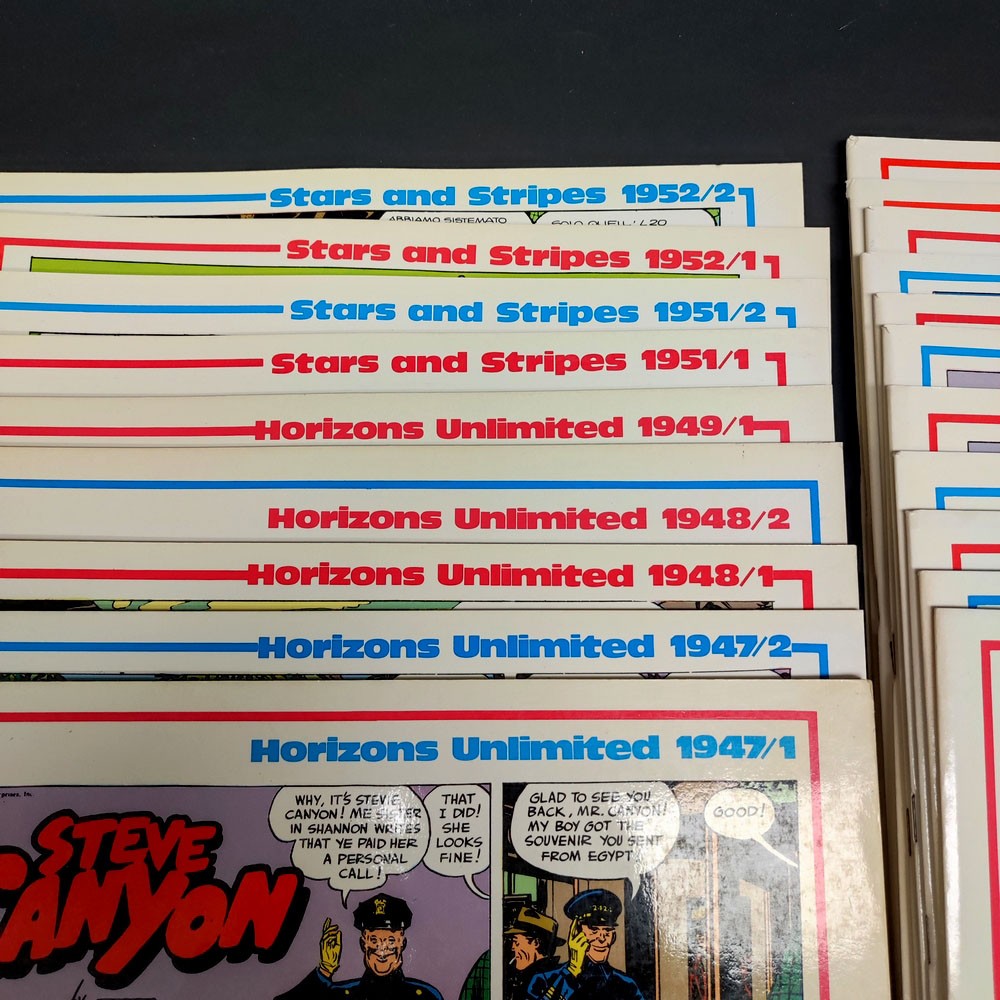 Stars and Stripes 1952/2
ABBIAMO SISTEMATO
SOLO QUELL'
Stars and Stripes 1952/1
Stars and Stripes 1951/2
Stars and Stripes 1951/1
Horizons Unlimited 1949/1
Horizons Unlimited 1948/2
Horizons Unlimited 1948/1
Horizons Unlimited 1947/2
Horizons Unlimited 1947/1
STEVE
CANYON
WHY, IT'S STEVIE
CANYON! ME SISTER
IN SHANNON WRITES
THAT YE PAID HER
A PERSONAL
CALL!
THAT
I DID!
SHE
LOOKS
FINE!
GLAD TO SEE YOU
BACK, MR. CANYON!
MY BOY GOT THE
SOUVENIR YOU SENT
FROM EGYPT
GOOD!